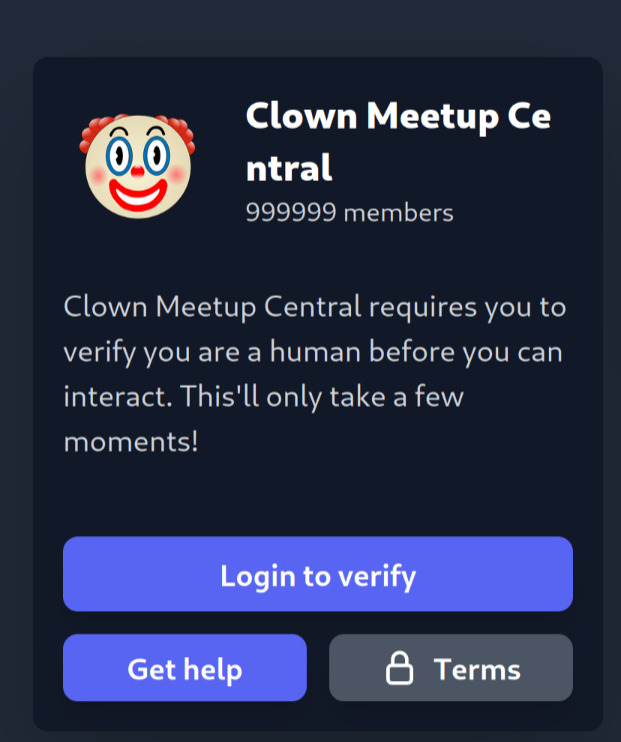 Clown Meetup Ce
ntral
999999 members
Clown Meetup Central requires you to
verify you are a human before you can
interact. This'll only take a few
moments!
Login to verify
Get help
Terms